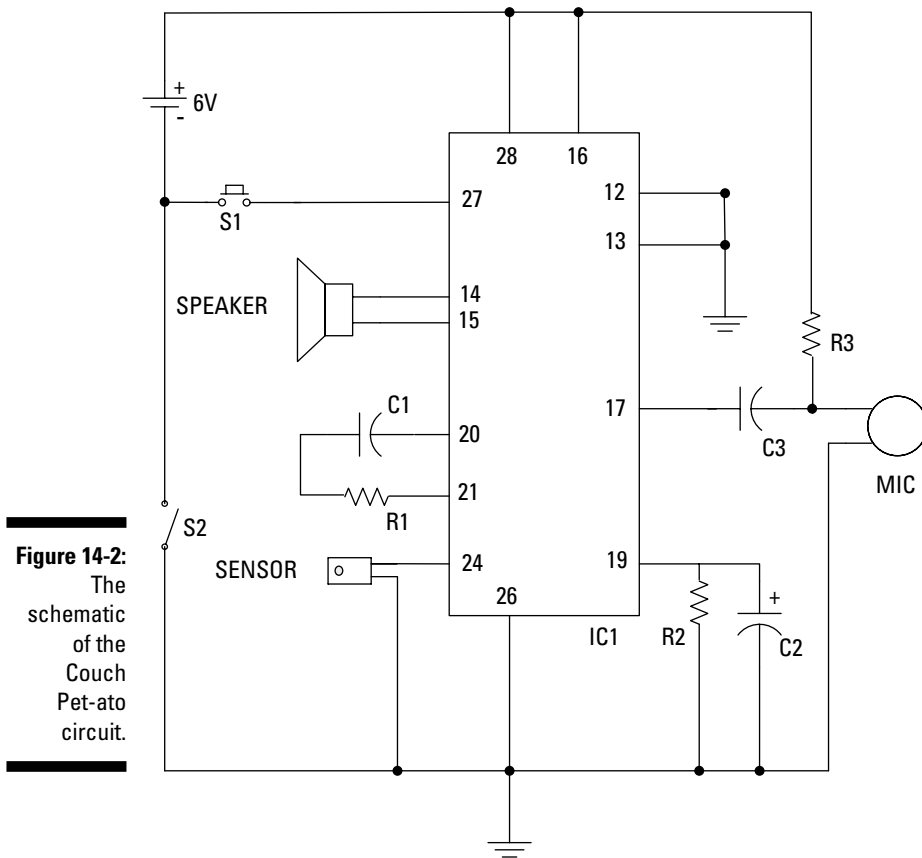 +
6V
-
28
16
27
12
S1
13
14
SPEAKER
15
R3
C1
17
20
C3
MIC
21
R1
S2
24
19
SENSOR
+
26
IC1
R2
C2
Figure 14-2:
The
schematic
of the
Couch
Pet-ato
circuit.